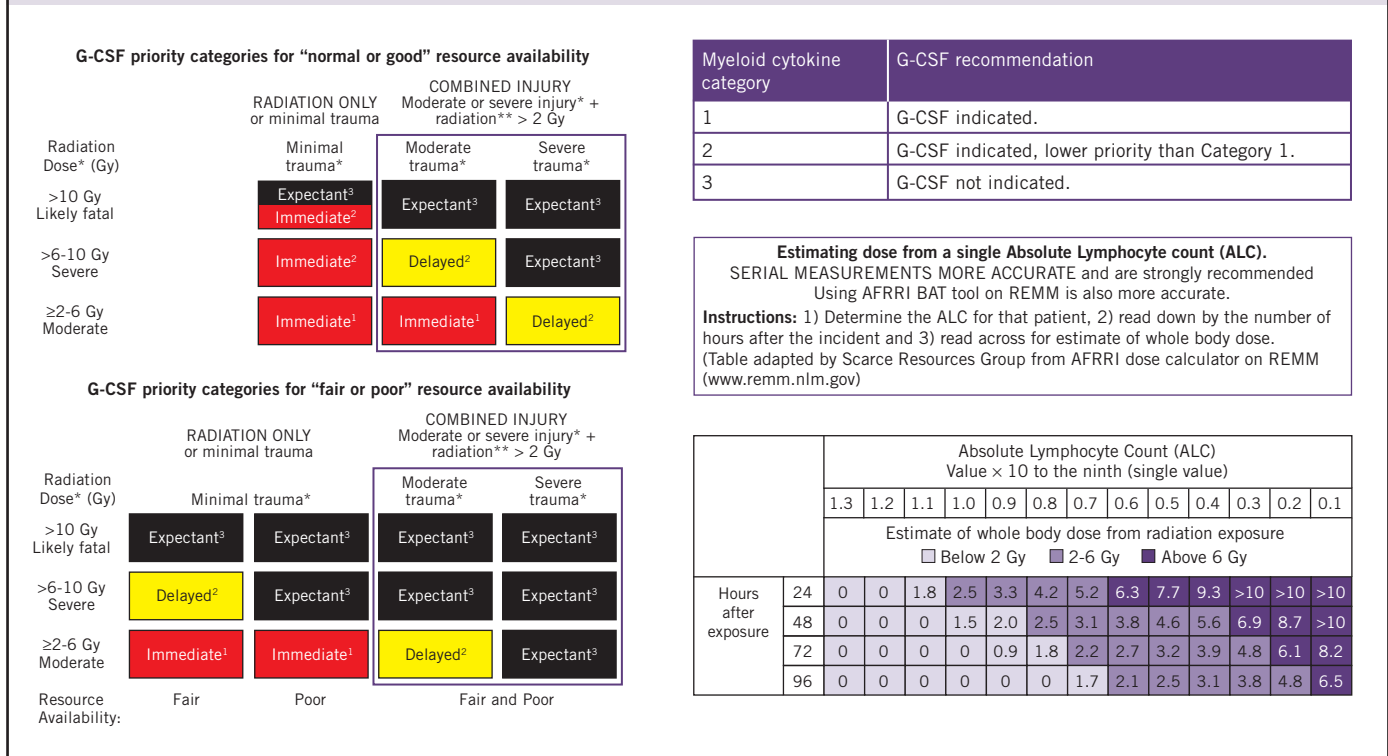 G-CSF priority categories for “normal or good” resource availability
RADIATION ONLY
or minimal trauma
COMBINED INJURY
Moderate or severe injury* +
radiation** > 2 Gy
Radiation
Dose* (Gy)
Minimal
trauma*
Moderate
trauma*
Severe
trauma*
>10 Gy
Likely fatal
Expectant³
Immediate²
Expectant³
Expectant³
>6-10 Gy
Severe
Immediate²
Delayed²
Expectant³
≥2-6 Gy
Moderate
Immediate¹
Immediate¹
Delayed²
G-CSF priority categories for “fair or poor” resource availability
RADIATION ONLY
or minimal trauma
COMBINED INJURY
Moderate or severe injury* +
radiation** > 2 Gy
Radiation
Dose* (Gy)
Minimal trauma*
Moderate
trauma*
Severe
trauma*
>10 Gy
Likely fatal
Expectant³
Expectant³
Expectant³
Expectant³
>6-10 Gy
Severe
Delayed²
Expectant³
Expectant³
Expectant³
≥2-6 Gy
Moderate
Immediate¹
Immediate¹
Delayed²
Expectant³
Resource
Availability:
Fair
Poor
Fair and Poor
Myeloid cytokine
category
G-CSF recommendation
1 G-CSF indicated.
2 G-CSF indicated, lower priority than Category 1.
3 G-CSF not indicated.
Estimating dose from a single Absolute Lymphocyte count (ALC).
SERIAL MEASUREMENTS MORE ACCURATE and are strongly recommended
Using AFRRI BAT tool on REMM is also more accurate.
Instructions: 1) Determine the ALC for that patient, 2) read down by the number of
hours after the incident and 3) read across for estimate of whole body dose.
(Table adapted by Scarce Resources Group from AFRRI dose calculator on REMM
(www.remm.nlm.gov)
Absolute Lymphocyte Count (ALC)
Value × 10 to the ninth (single value)
1.3 1.2 1.1 1.0 0.9 0.8 0.7 0.6 0.5 0.4 0.3 0.2 0.1
Estimate of whole body dose from radiation exposure
Below 2 Gy 2-6 Gy Above 6 Gy
Hours
after
exposure
24 0 0 1.8 2.5 3.3 4.2 5.2 6.3 7.7 9.3 >10 >10 >10
48 0 0 0 1.5 2.0 2.5 3.1 3.8 4.6 5.6 6.9 8.7 >10
72 0 0 0 0 0.9 1.8 2.2 2.7 3.2 3.9 4.8 6.1 8.2
96 0 0 0 0 0 0 1.7 2.1 2.5 3.1 3.8 4.8 6.5